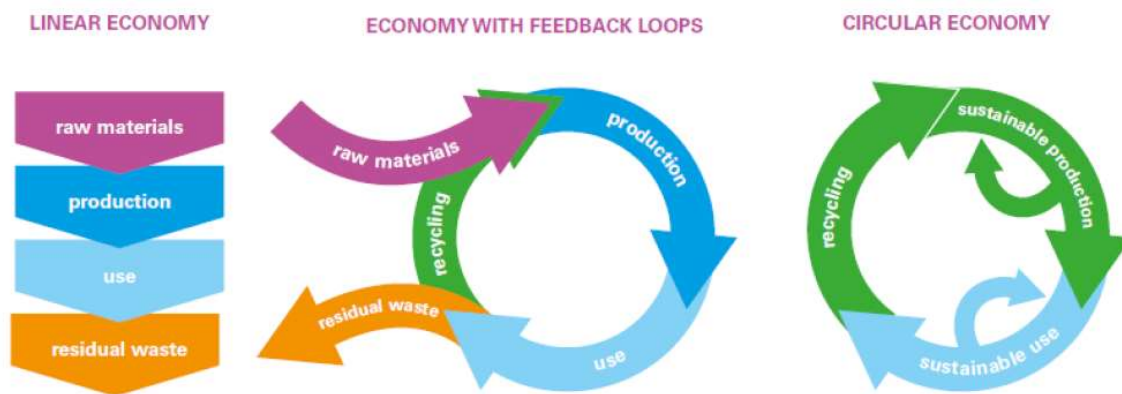 LINEAR ECONOMY
raw materials
production
use
residual waste
ECONOMY WITH FEEDBACK LOOPS
raw materials
production
recycling
residual waste
use
CIRCULAR ECONOMY
sustainable production
recycling
sustainable use